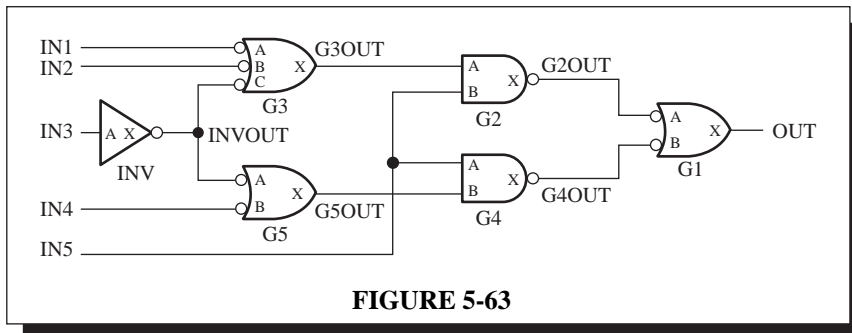 IN1
IN2
IN3
IN4
IN5
A X
INV
INVOUT
A
B
C
X
G3
G3OUT
A
B
X
G5
G5OUT
A
B
X
G2
G2OUT
A
B
X
G4
G4OUT
A
B
X
G1
OUT
FIGURE 5-63